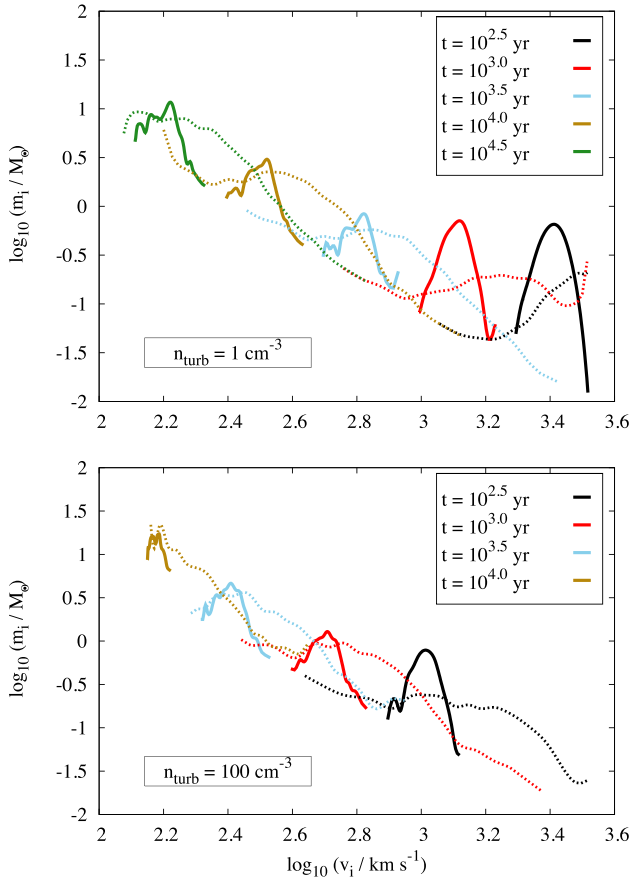 2
1.5
1
0.5
0
-0.5
-1
-1.5
-2
log₁₀ (mᵢ / M⊙)
t = 10^2.5 yr
t = 10^3.0 yr
t = 10^3.5 yr
t = 10^4.0 yr
t = 10^4.5 yr
n_turb = 1 cm^-3
2 2.2 2.4 2.6 2.8 3 3.2 3.4 3.6
2
1.5
1
0.5
0
-0.5
-1
-1.5
-2
log₁₀ (mᵢ / M⊙)
t = 10^2.5 yr
t = 10^3.0 yr
t = 10^3.5 yr
t = 10^4.0 yr
n_turb = 100 cm^-3
2 2.2 2.4 2.6 2.8 3 3.2 3.4 3.6
log₁₀ (vᵢ / km s^-1)